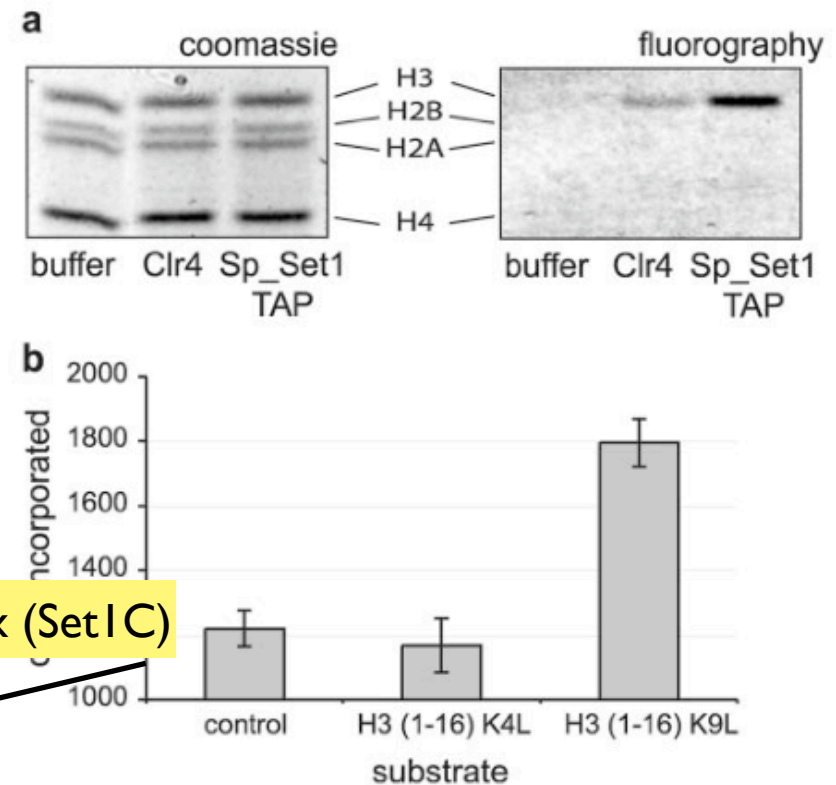 a
coomassie
fluorography
H3
H2B
H2A
H4
buffer Clr4 Sp_Set1
TAP
buffer Clr4 Sp_Set1
TAP
b
2000
1800
1600
1400
1000
ncorporated
(Set1C)
control H3 (1-16) K4L H3 (1-16) K9L
substrate